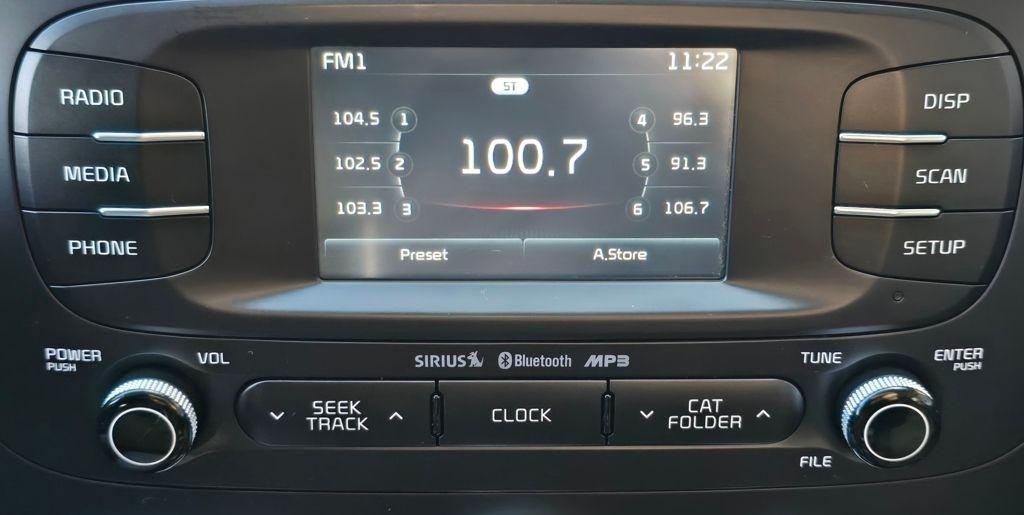 RADIO
MEDIA
PHONE
FM1 11:22
ST
104.5 1
102.5 2
103.3 3
100.7
4 96.3
5 91.3
6 106.7
Preset A.Store
DISP
SCAN
SETUP
POWER
PUSH
VOL
SIRIUS Bluetooth MP3
TUNE
ENTER
PUSH
SEEK
TRACK
CLOCK
CAT
FOLDER
FILE